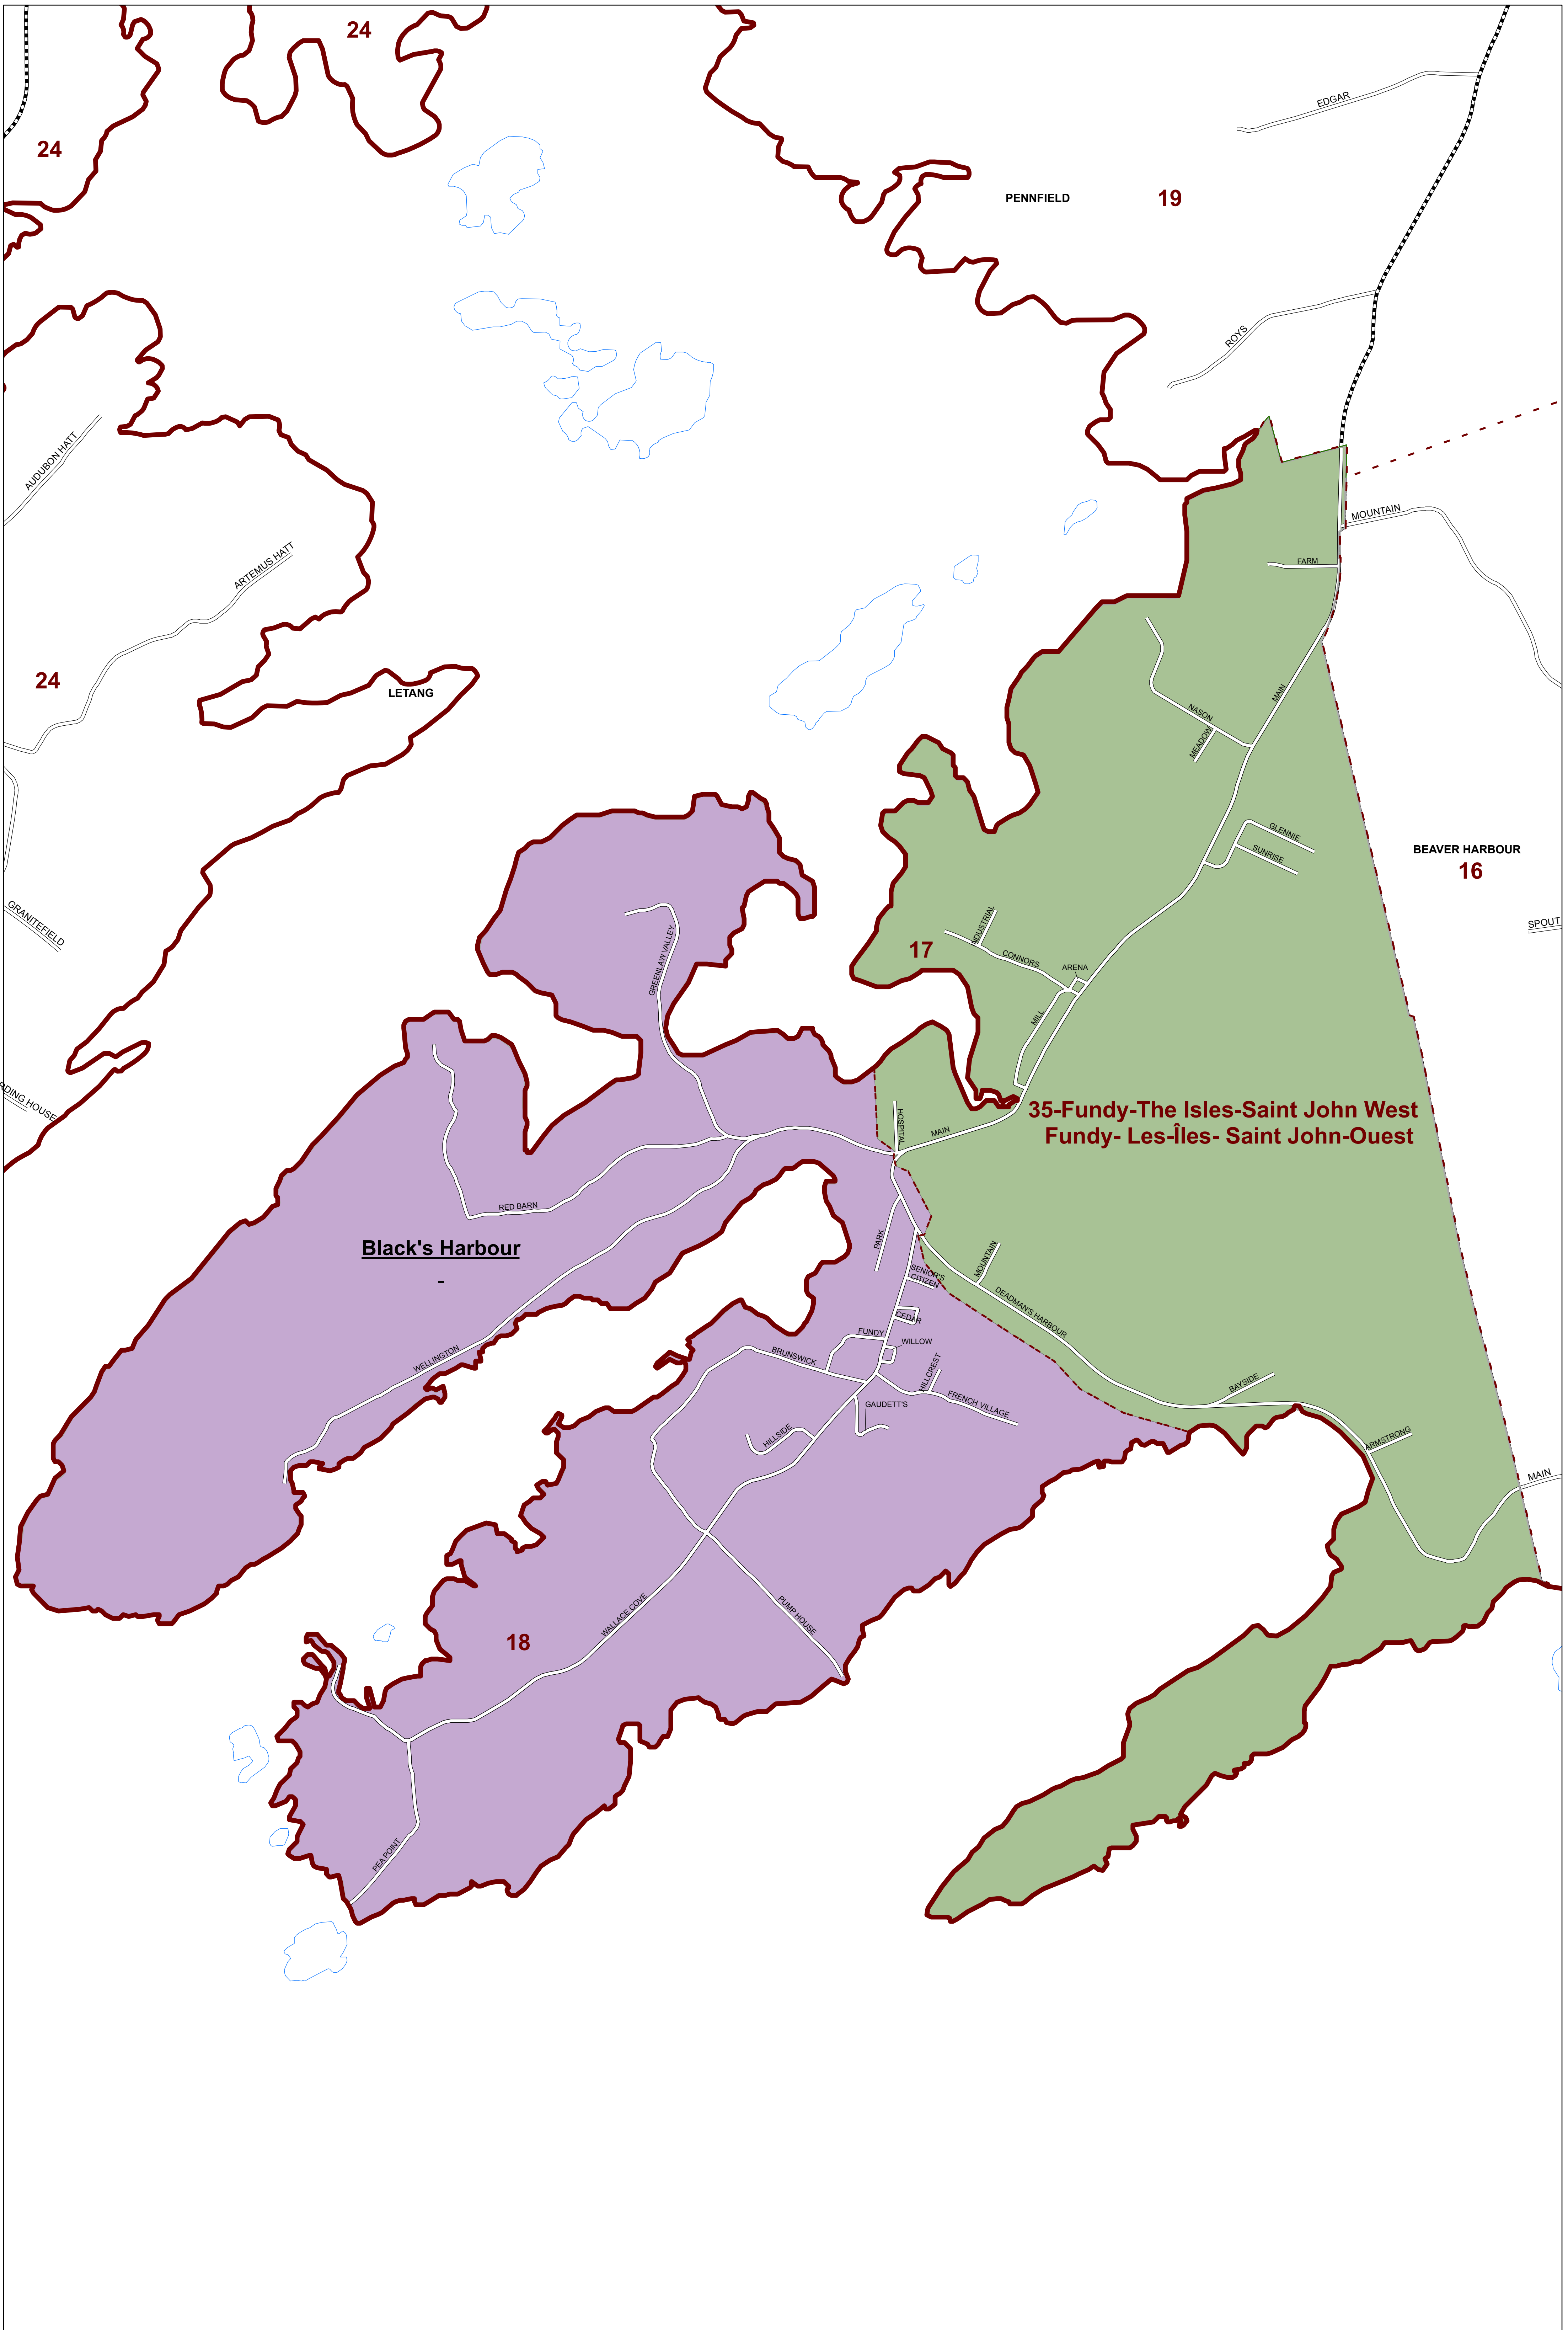 24
EDGAR
24
PENNFIELD
19
ROYS
AUDUBON HATT
MOUNTAIN
ARTEMUS HATT
FARM
24
LETANG
MAIN
NASON
MEADOW
GLENNIE
BEAVER HARBOUR
SUNRISE
16
GRANITEFIELD
INDUSTRIAL
SPOUT
17
CONNORS
GREENLAW VALLEY
ARENA
MILL
RDING HOUSE
35-Fundy-The Isles-Saint John West
Fundy- Les-Îles- Saint John-Ouest
HOSPITAL
MAIN
RED BARN
PARK
Black's Harbour
-
MOUNTAIN
SENIOR'S
CITIZEN
DEADMAN'S HARBOUR
CEDAR
FUNDY
WILLOW
WELLINGTON
BRUNSWICK
HILLCREST
BAYSIDE
FRENCH VILLAGE
GAUDETT'S
HILLSIDE
ARMSTRONG
MAIN
WALLACE COVE
PUMP HOUSE
18
PEA POINT